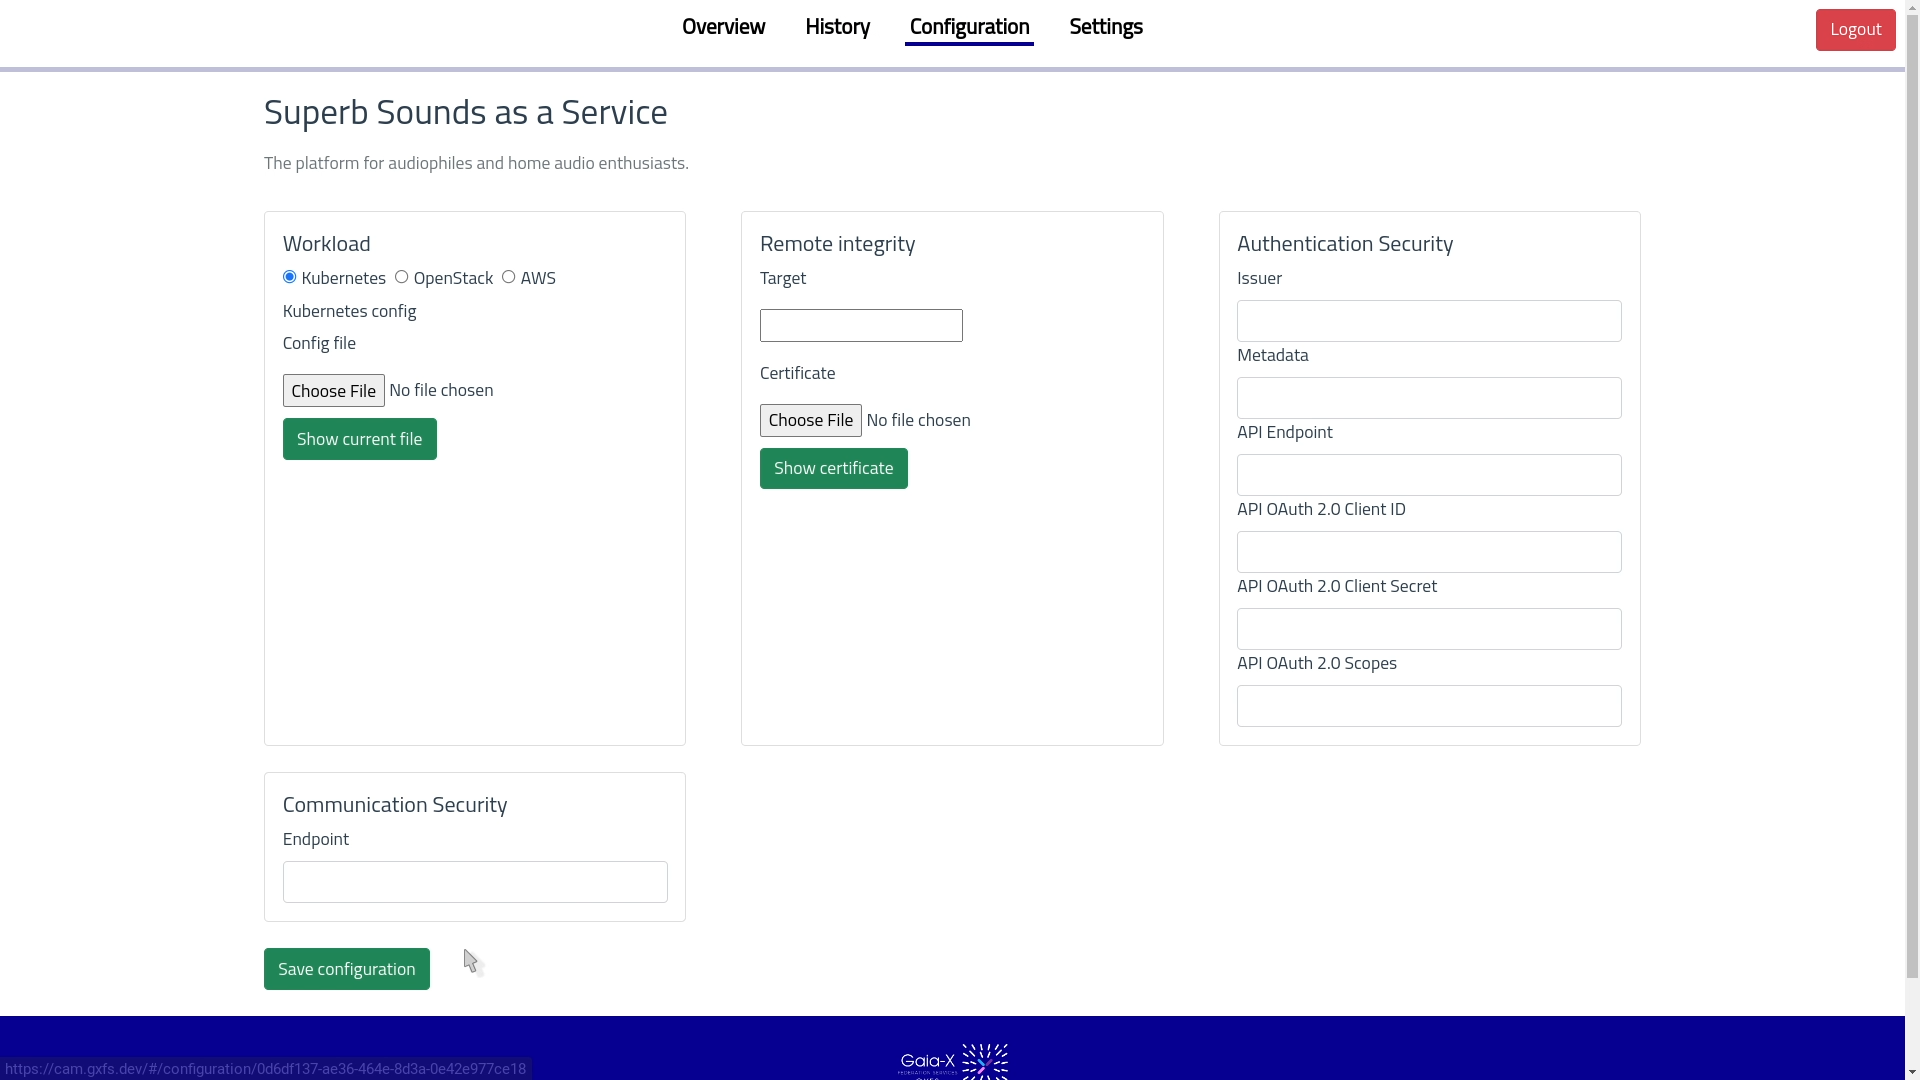 Overview History Configuration Settings Logout
Superb Sounds as a Service
The platform for audiophiles and home audio enthusiasts.
Workload
Kubernetes OpenStack AWS
Kubernetes config
Config file
Choose File No file chosen
Show current file
Remote integrity
Target
Certificate
Choose File No file chosen
Show certificate
Authentication Security
Issuer
Metadata
API Endpoint
API OAuth 2.0 Client ID
API OAuth 2.0 Client Secret
API OAuth 2.0 Scopes
Communication Security
Endpoint
Save configuration
Gaia-X
FEDERATION SERVICES
https://cam.gxfs.dev/#/configuration/0d6df137-ae36-464e-8d3a-0e42e977ce18